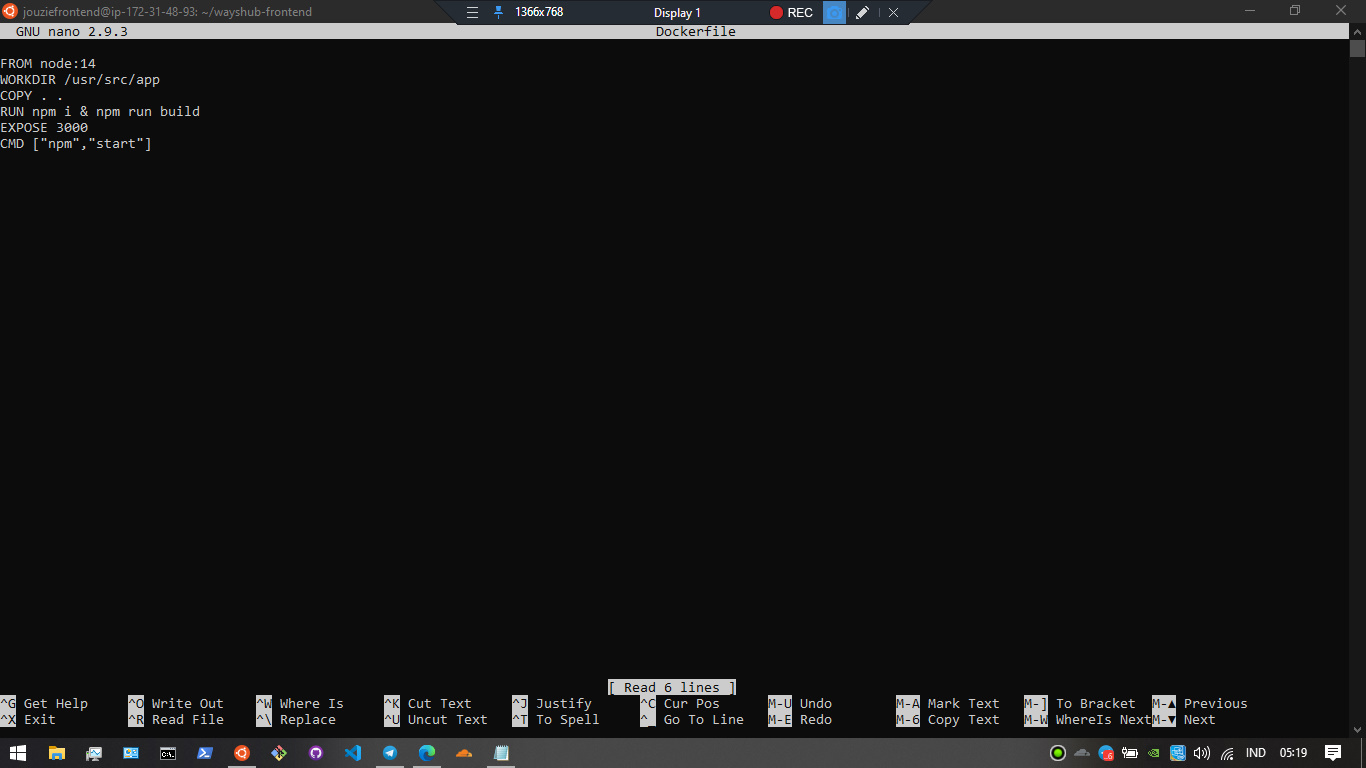 jouziefrontend@ip-172-31-48-93: ~/wayshub-frontend
1366x768 Display 1 REC
GNU nano 2.9.3 Dockerfile
FROM node:14
WORKDIR /usr/src/app
COPY . .
RUN npm i & npm run build
EXPOSE 3000
CMD ["npm","start"]
[ Read 6 lines ]
^G Get Help ^O Write Out ^W Where Is ^K Cut Text ^J Justify ^C Cur Pos M-U Undo M-A Mark Text M-] To Bracket M-▲ Previous
^X Exit ^R Read File ^\ Replace ^U Uncut Text ^T To Spell ^_ Go To Line M-E Redo M-6 Copy Text M-W WhereIs Next M-▼ Next
IND 05:19